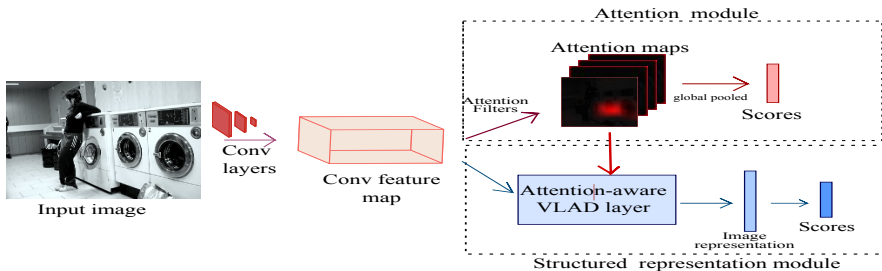 Attention module
Attention maps
Attention
Filters
global pooled
Scores
Conv
layers
Conv feature
map
Input image
Attention-aware
VLAD layer
Image
representation
Scores
Structured representation module